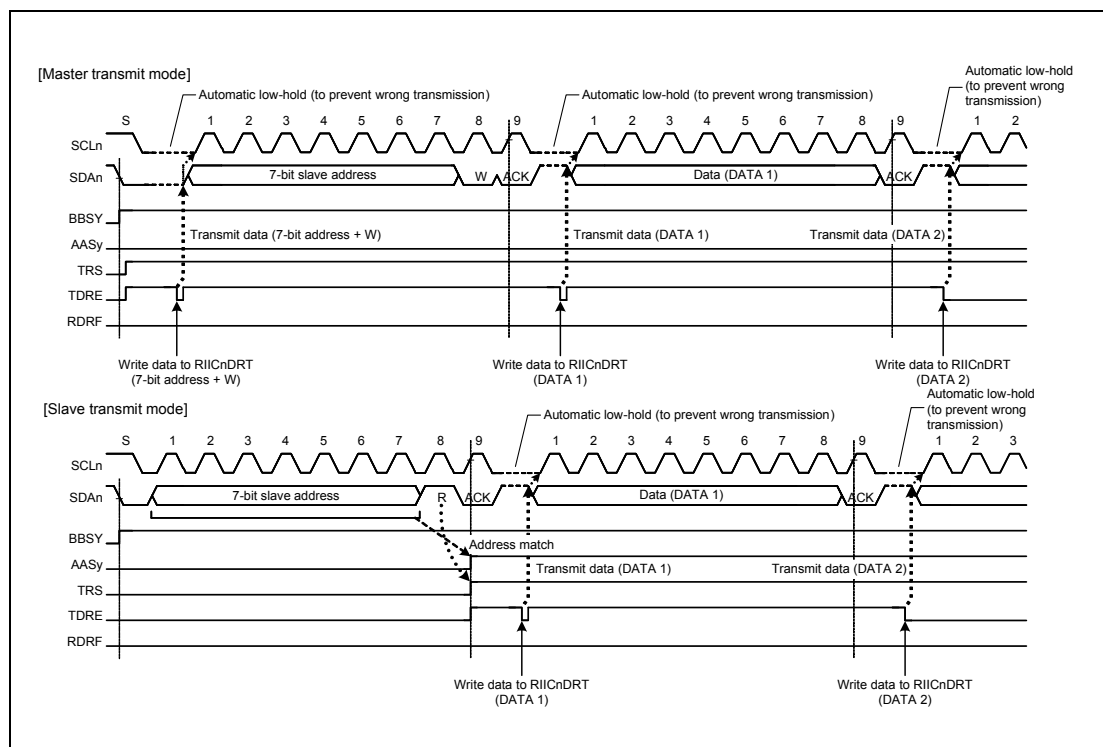 [Master transmit mode]
Automatic low-hold (to prevent wrong transmission)
Automatic low-hold (to prevent wrong transmission)
Automatic low-hold
(to prevent wrong
transmission)
S 1 2 3 4 5 6 7 8 9 1 2 3 4 5 6 7 8 9 1 2
SCLn
SDAn 7-bit slave address W ACK Data (DATA 1) ACK
BBSY
Transmit data (7-bit address + W) Transmit data (DATA 1) Transmit data (DATA 2)
AASy
TRS
TDRE
RDRF
Write data to RIICnDRT
(7-bit address + W)
Write data to RIICnDRT
(DATA 1)
Write data to RIICnDRT
(DATA 2)
[Slave transmit mode]
Automatic low-hold (to prevent wrong transmission)
Automatic low-hold
(to prevent wrong
transmission)
S 1 2 3 4 5 6 7 8 9 1 2 3 4 5 6 7 8 9 1 2 3
SCLn
SDAn 7-bit slave address R ACK Data (DATA 1) ACK
BBSY
Address match
AASy
Transmit data (DATA 1) Transmit data (DATA 2)
TRS
TDRE
RDRF
Write data to RIICnDRT
(DATA 1)
Write data to RIICnDRT
(DATA 2)